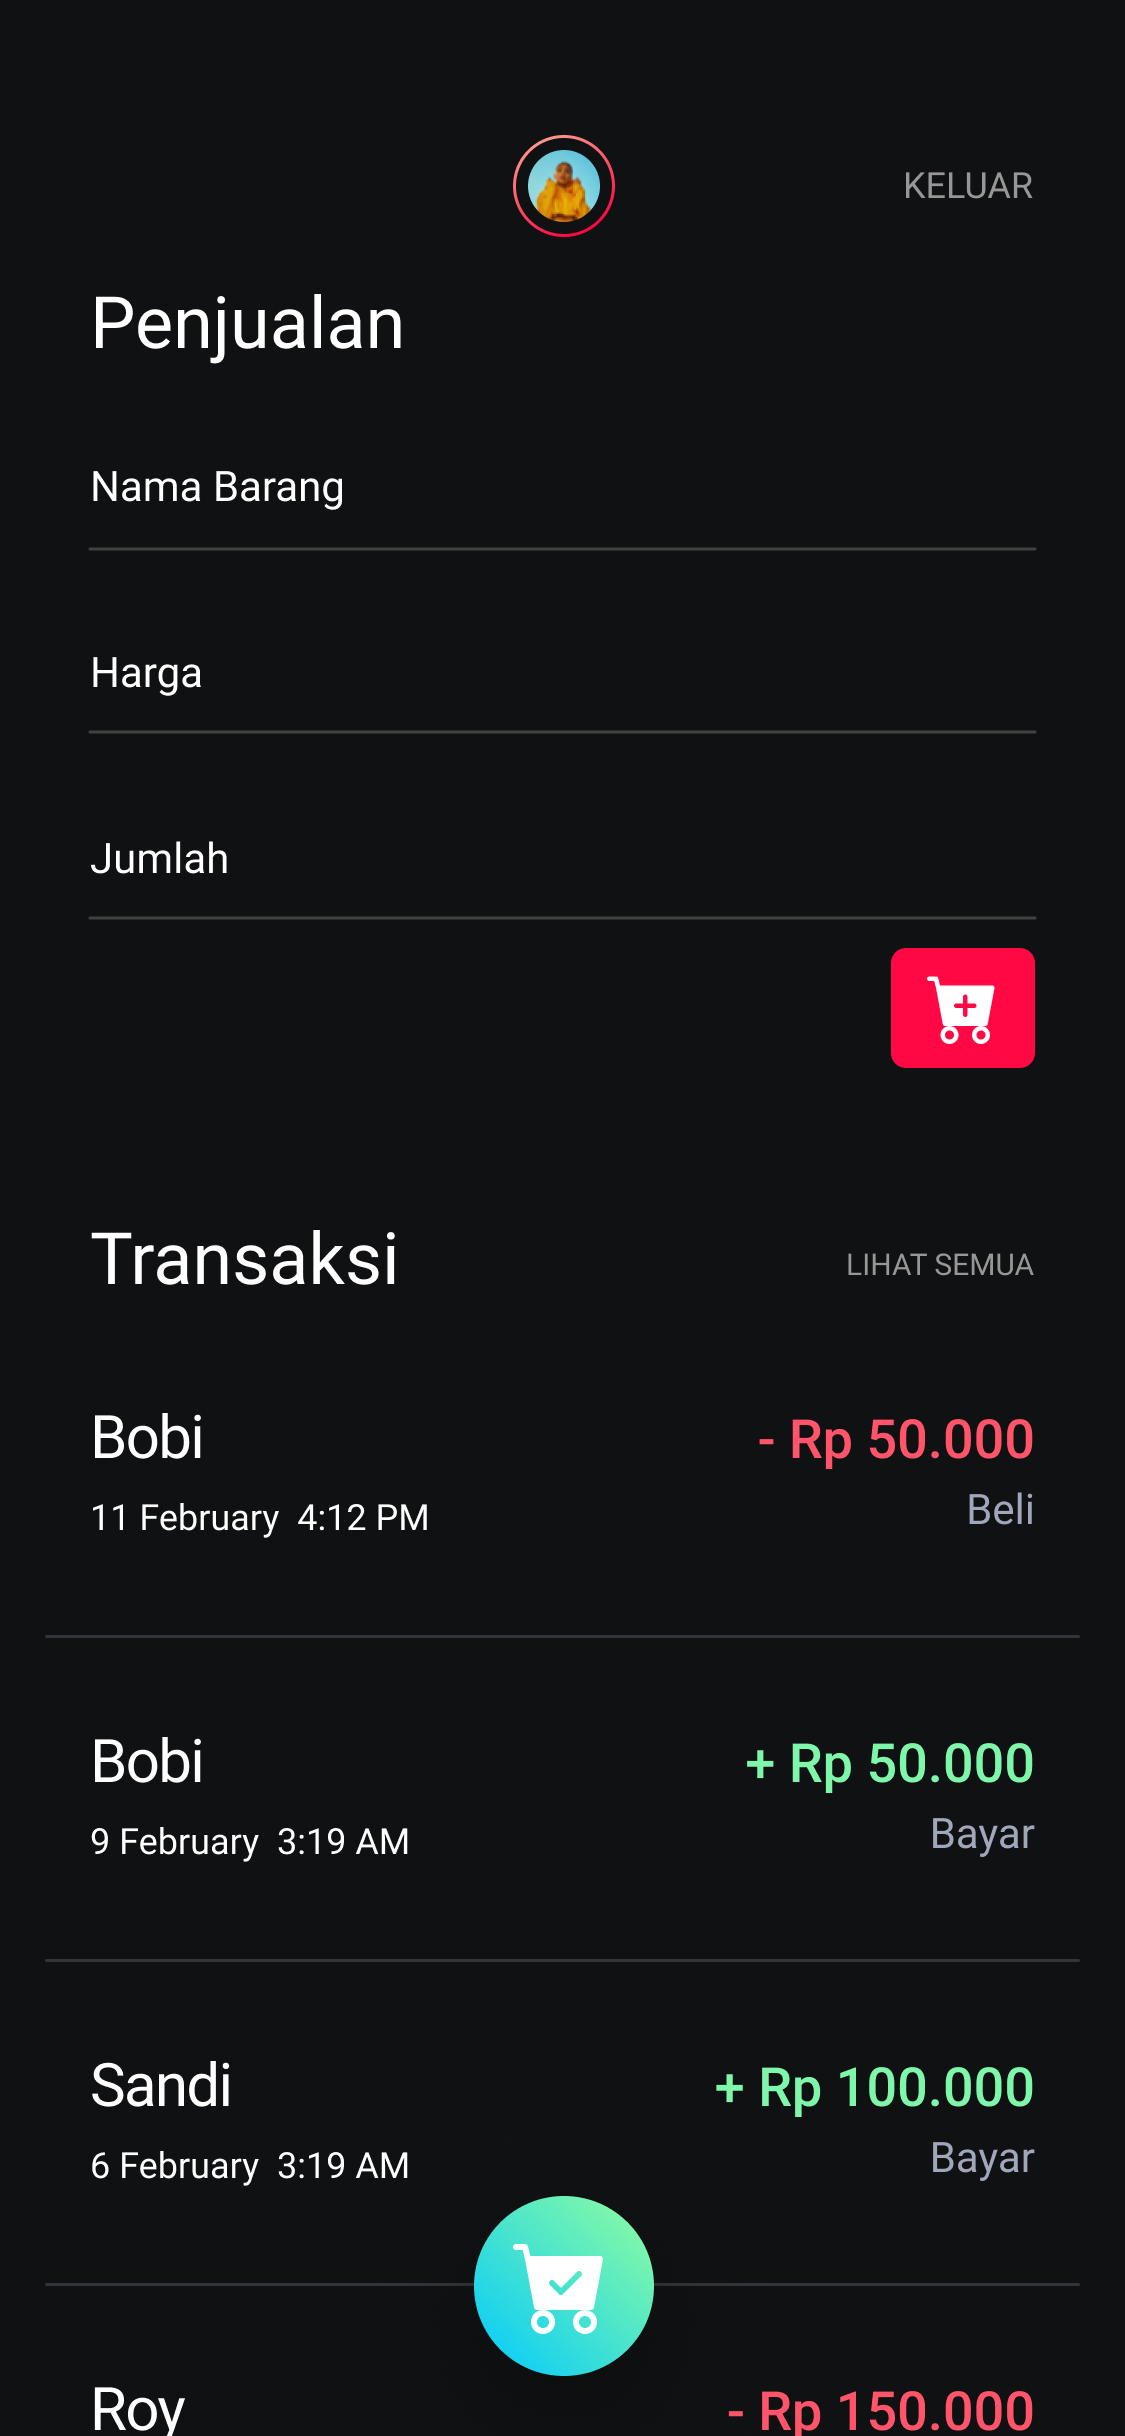 KELUAR
Penjualan
Nama Barang
Harga
Jumlah
Transaksi
LIHAT SEMUA
Bobi
- Rp 50.000
11 February  4:12 PM
Beli
Bobi
+ Rp 50.000
9 February  3:19 AM
Bayar
Sandi
+ Rp 100.000
6 February  3:19 AM
Bayar
Roy
- Rp 150.000